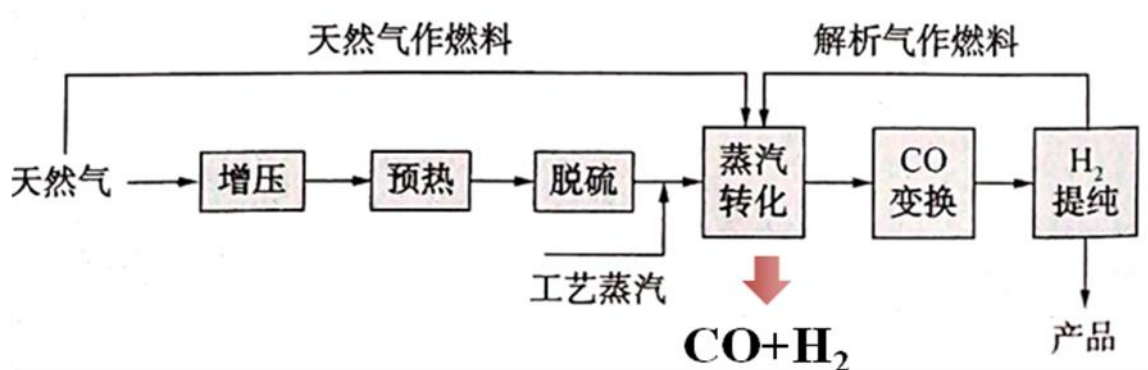 天然气作燃料
解析气作燃料
天然气
增压
预热
脱硫
蒸汽
转化
CO
变换
H₂
提纯
工艺蒸汽
CO+H₂
产品